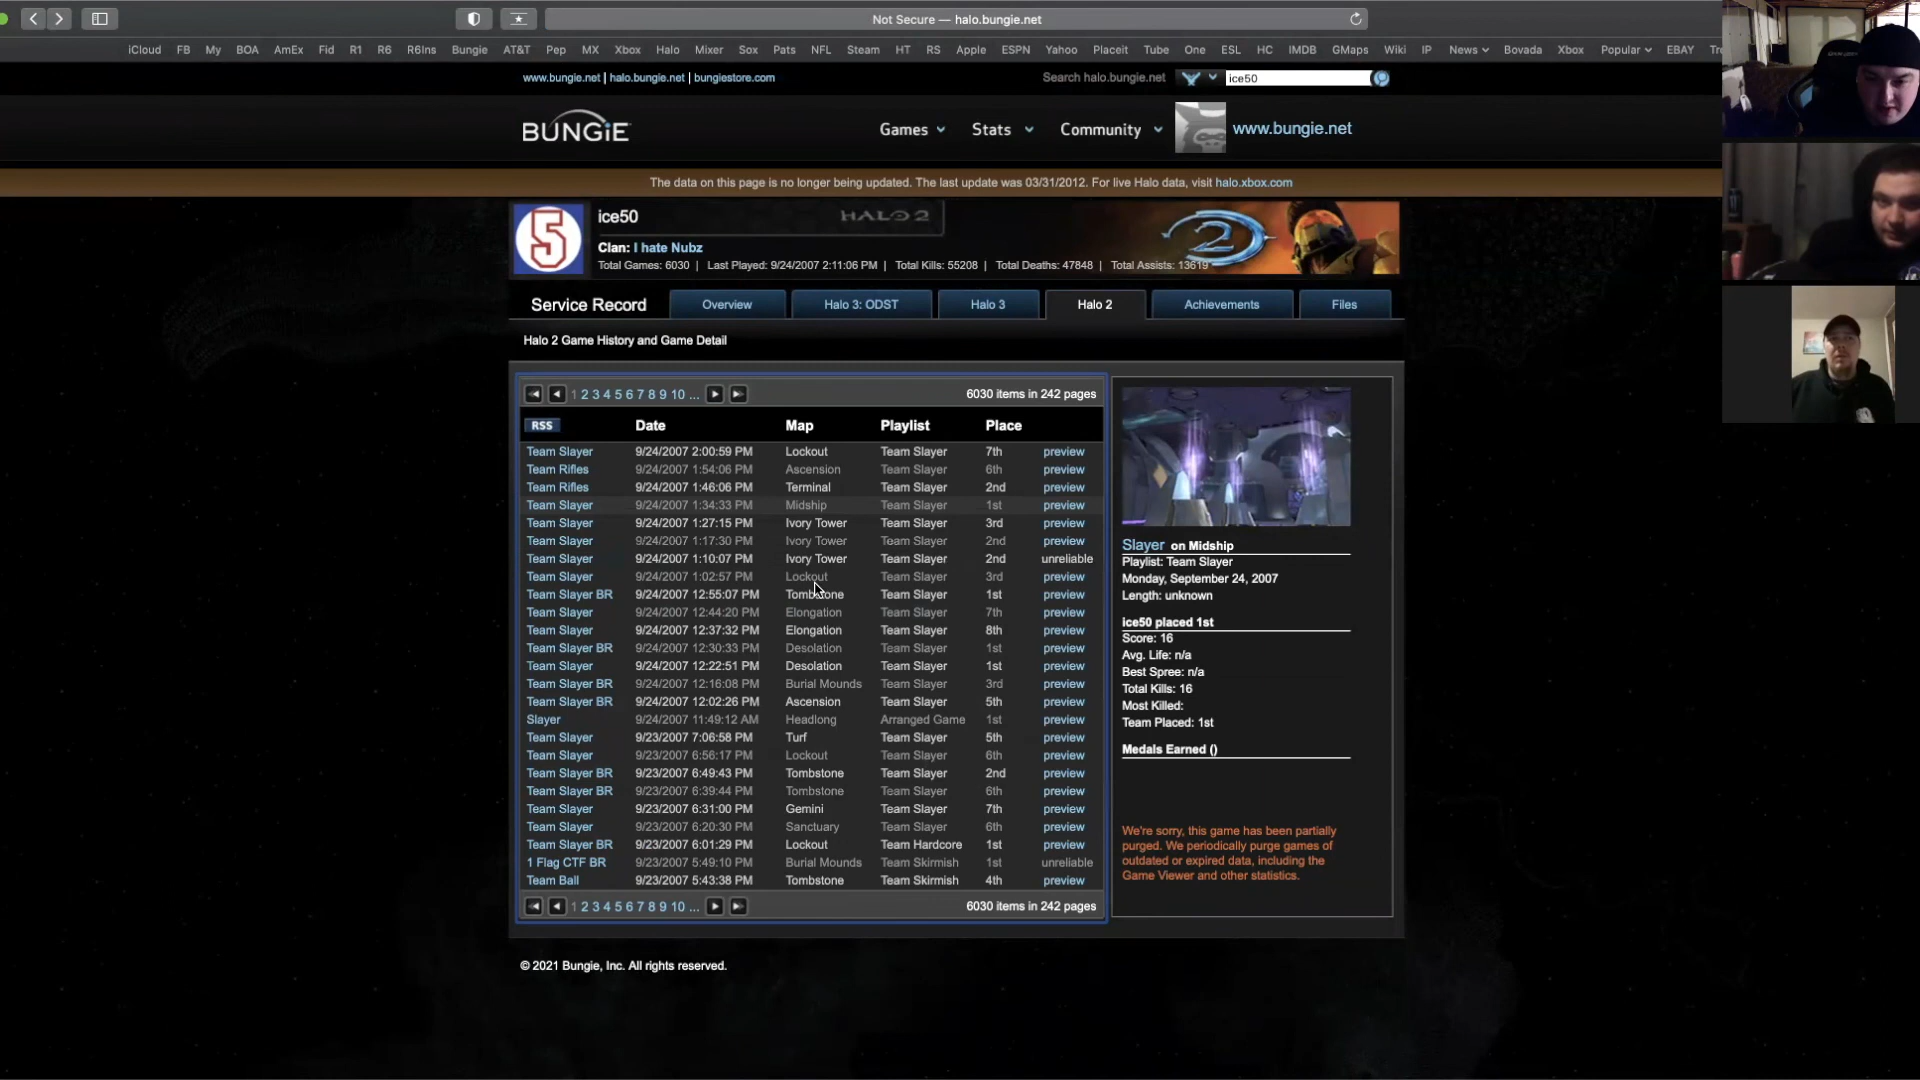 Not Secure — halo.bungie.net
iCloud FB My BOA AmEx Fid R1 R6 R6Ins Bungie AT&T Pep MX Xbox Halo Mixer Sox Pats NFL Steam HT RS Apple ESPN Yahoo Placeit Tube One ESL HC IMDB GMaps Wiki IP News Bovada Xbox Popular EBAY
www.bungie.net | halo.bungie.net | bungiestore.com Search halo.bungie.net ice50
BUNGiE Games Stats Community www.bungie.net
The data on this page is no longer being updated. The last update was 03/31/2012. For live Halo data, visit halo.xbox.com
5 ice50 HALO 2 2
Clan: I hate Nubz
Total Games: 6030 | Last Played: 9/24/2007 2:11:06 PM | Total Kills: 55208 | Total Deaths: 47848 | Total Assists: 13619
Service Record Overview Halo 3: ODST Halo 3 Halo 2 Achievements Files
Halo 2 Game History and Game Detail
1 2 3 4 5 6 7 8 9 10 ... 6030 items in 242 pages
RSS Date Map Playlist Place
Team Slayer 9/24/2007 2:00:59 PM Lockout Team Slayer 7th preview
Team Rifles 9/24/2007 1:54:06 PM Ascension Team Slayer 6th preview
Team Rifles 9/24/2007 1:46:06 PM Terminal Team Slayer 2nd preview
Team Slayer 9/24/2007 1:34:33 PM Midship Team Slayer 1st preview
Team Slayer 9/24/2007 1:27:15 PM Ivory Tower Team Slayer 3rd preview
Team Slayer 9/24/2007 1:17:30 PM Ivory Tower Team Slayer 2nd preview
Team Slayer 9/24/2007 1:10:07 PM Ivory Tower Team Slayer 2nd unreliable
Team Slayer 9/24/2007 1:02:57 PM Lockout Team Slayer 3rd preview
Team Slayer BR 9/24/2007 12:55:07 PM Tombstone Team Slayer 1st preview
Team Slayer 9/24/2007 12:44:20 PM Elongation Team Slayer 7th preview
Team Slayer 9/24/2007 12:37:32 PM Elongation Team Slayer 8th preview
Team Slayer BR 9/24/2007 12:30:33 PM Desolation Team Slayer 1st preview
Team Slayer 9/24/2007 12:22:51 PM Desolation Team Slayer 1st preview
Team Slayer BR 9/24/2007 12:16:08 PM Burial Mounds Team Slayer 3rd preview
Team Slayer BR 9/24/2007 12:02:26 PM Ascension Team Slayer 5th preview
Slayer 9/24/2007 11:49:12 AM Headlong Arranged Game 1st preview
Team Slayer 9/23/2007 7:06:58 PM Turf Team Slayer 5th preview
Team Slayer 9/23/2007 6:56:17 PM Lockout Team Slayer 6th preview
Team Slayer BR 9/23/2007 6:49:43 PM Tombstone Team Slayer 2nd preview
Team Slayer BR 9/23/2007 6:39:44 PM Tombstone Team Slayer 6th preview
Team Slayer 9/23/2007 6:31:00 PM Gemini Team Slayer 7th preview
Team Slayer 9/23/2007 6:20:30 PM Sanctuary Team Slayer 6th preview
Team Slayer BR 9/23/2007 6:01:29 PM Lockout Team Hardcore 1st preview
1 Flag CTF BR 9/23/2007 5:49:10 PM Burial Mounds Team Skirmish 1st unreliable
Team Ball 9/23/2007 5:43:38 PM Tombstone Team Skirmish 4th preview
1 2 3 4 5 6 7 8 9 10 ... 6030 items in 242 pages
Slayer on Midship
Playlist: Team Slayer
Monday, September 24, 2007
Length: unknown
ice50 placed 1st
Score: 16
Avg. Life: n/a
Best Spree: n/a
Total Kills: 16
Most Killed:
Team Placed: 1st
Medals Earned ()
We're sorry, this game has been partially
purged. We periodically purge games of
outdated or expired data, including the
Game Viewer and other statistics.
© 2021 Bungie, Inc. All rights reserved.